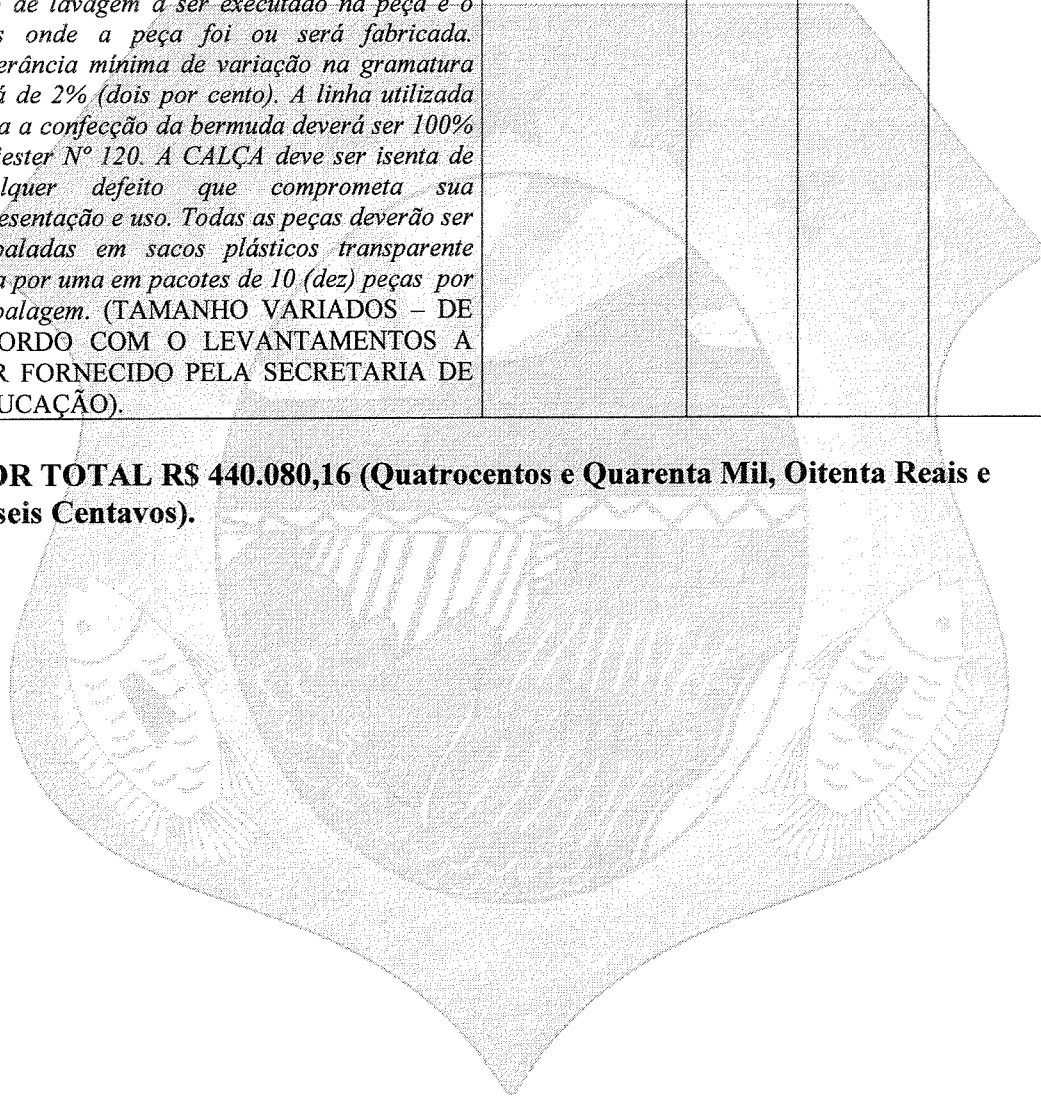 de lavagem a ser executado na peça e o
s onde a peça foi ou será fabricada.
erância mínima de variação na gramatura
á de 2% (dois por cento). A linha utilizada
a a confecção da bermuda deverá ser 100%
iester Nº 120. A CALÇA deve ser isenta de
lquer defeito que comprometa sua
esentação e uso. Todas as peças deverão ser
baladas em sacos plásticos transparente
a por uma em pacotes de 10 (dez) peças por
balagem. (TAMANHO VARIADOS – DE
ORDO COM O LEVANTAMENTOS A
R FORNECIDO PELA SECRETARIA DE
UCAÇÃO).
OR TOTAL R$ 440.080,16 (Quatrocentos e Quarenta Mil, Oitenta Reais e
seis Centavos).